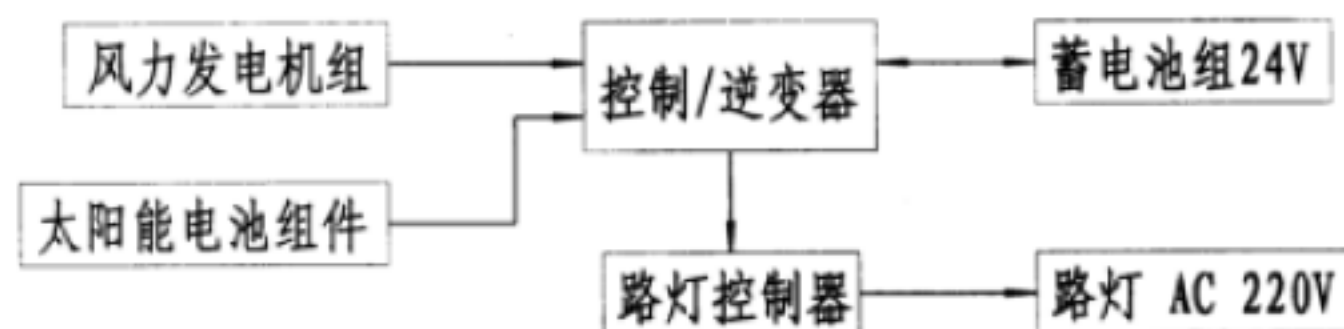 风力发电机组
控制/逆变器
蓄电池组24V
太阳能电池组件
路灯控制器
路灯 AC 220V